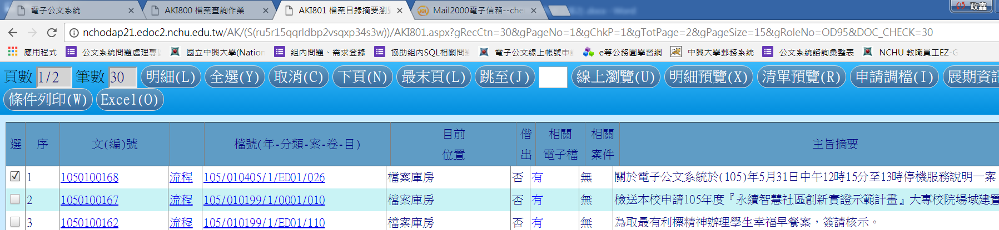 電子公文系統
AKI800 檔案查詢作業
AKI801 檔案目錄摘要瀏覽
Mail2000電子信箱--che
政鑫
nchodap21.edoc2.nchu.edu.tw/AK/(S(ru5r15qqrldbp2vsqxp34s3w))/AKI801.aspx?gRecCtn=30&gPageNo=1&gChkP=1&gTotPage=2&gPageSize=15&gRoleNo=OD95&DOC_CHECK=30
應用程式 公文系統問題處理專 國立中興大學(Nation 組內問題、需求登錄 協助組內SQL相關問題 電子公文線上帳號申請 e等公務園學習網 中興大學郵務系統 公文系統諮詢彙整表 NCHU 教職員工EZ-C
頁數 1/2 筆數 30 明細(L) 全選(Y) 取消(C) 下頁(N) 最末頁(L) 跳至(J) 線上瀏覽(U) 明細預覽(X) 清單預覽(R) 申請調檔(I) 展期資訊
條件列印(W) Excel(O)
選 序 文(編)號 檔號(年-分類-案-卷-目) 目前位置 借出 相關電子檔 相關案件 主旨摘要
1 1050100168 流程 105/010405/1/ED01/026 檔案庫房 否 有 無 關於電子公文系統於(105)年5月31日中午12時15分至13時停機服務說明一案
2 1050100167 流程 105/010199/1/0001/010 檔案庫房 否 有 無 檢送本校申請105年度『永續智慧社區創新實證示範計畫』大專校院場域建置
3 1050100162 流程 105/010199/1/ED01/110 檔案庫房 否 有 無 為取最有利標精神辦理學生幸福早餐案，簽請核示。